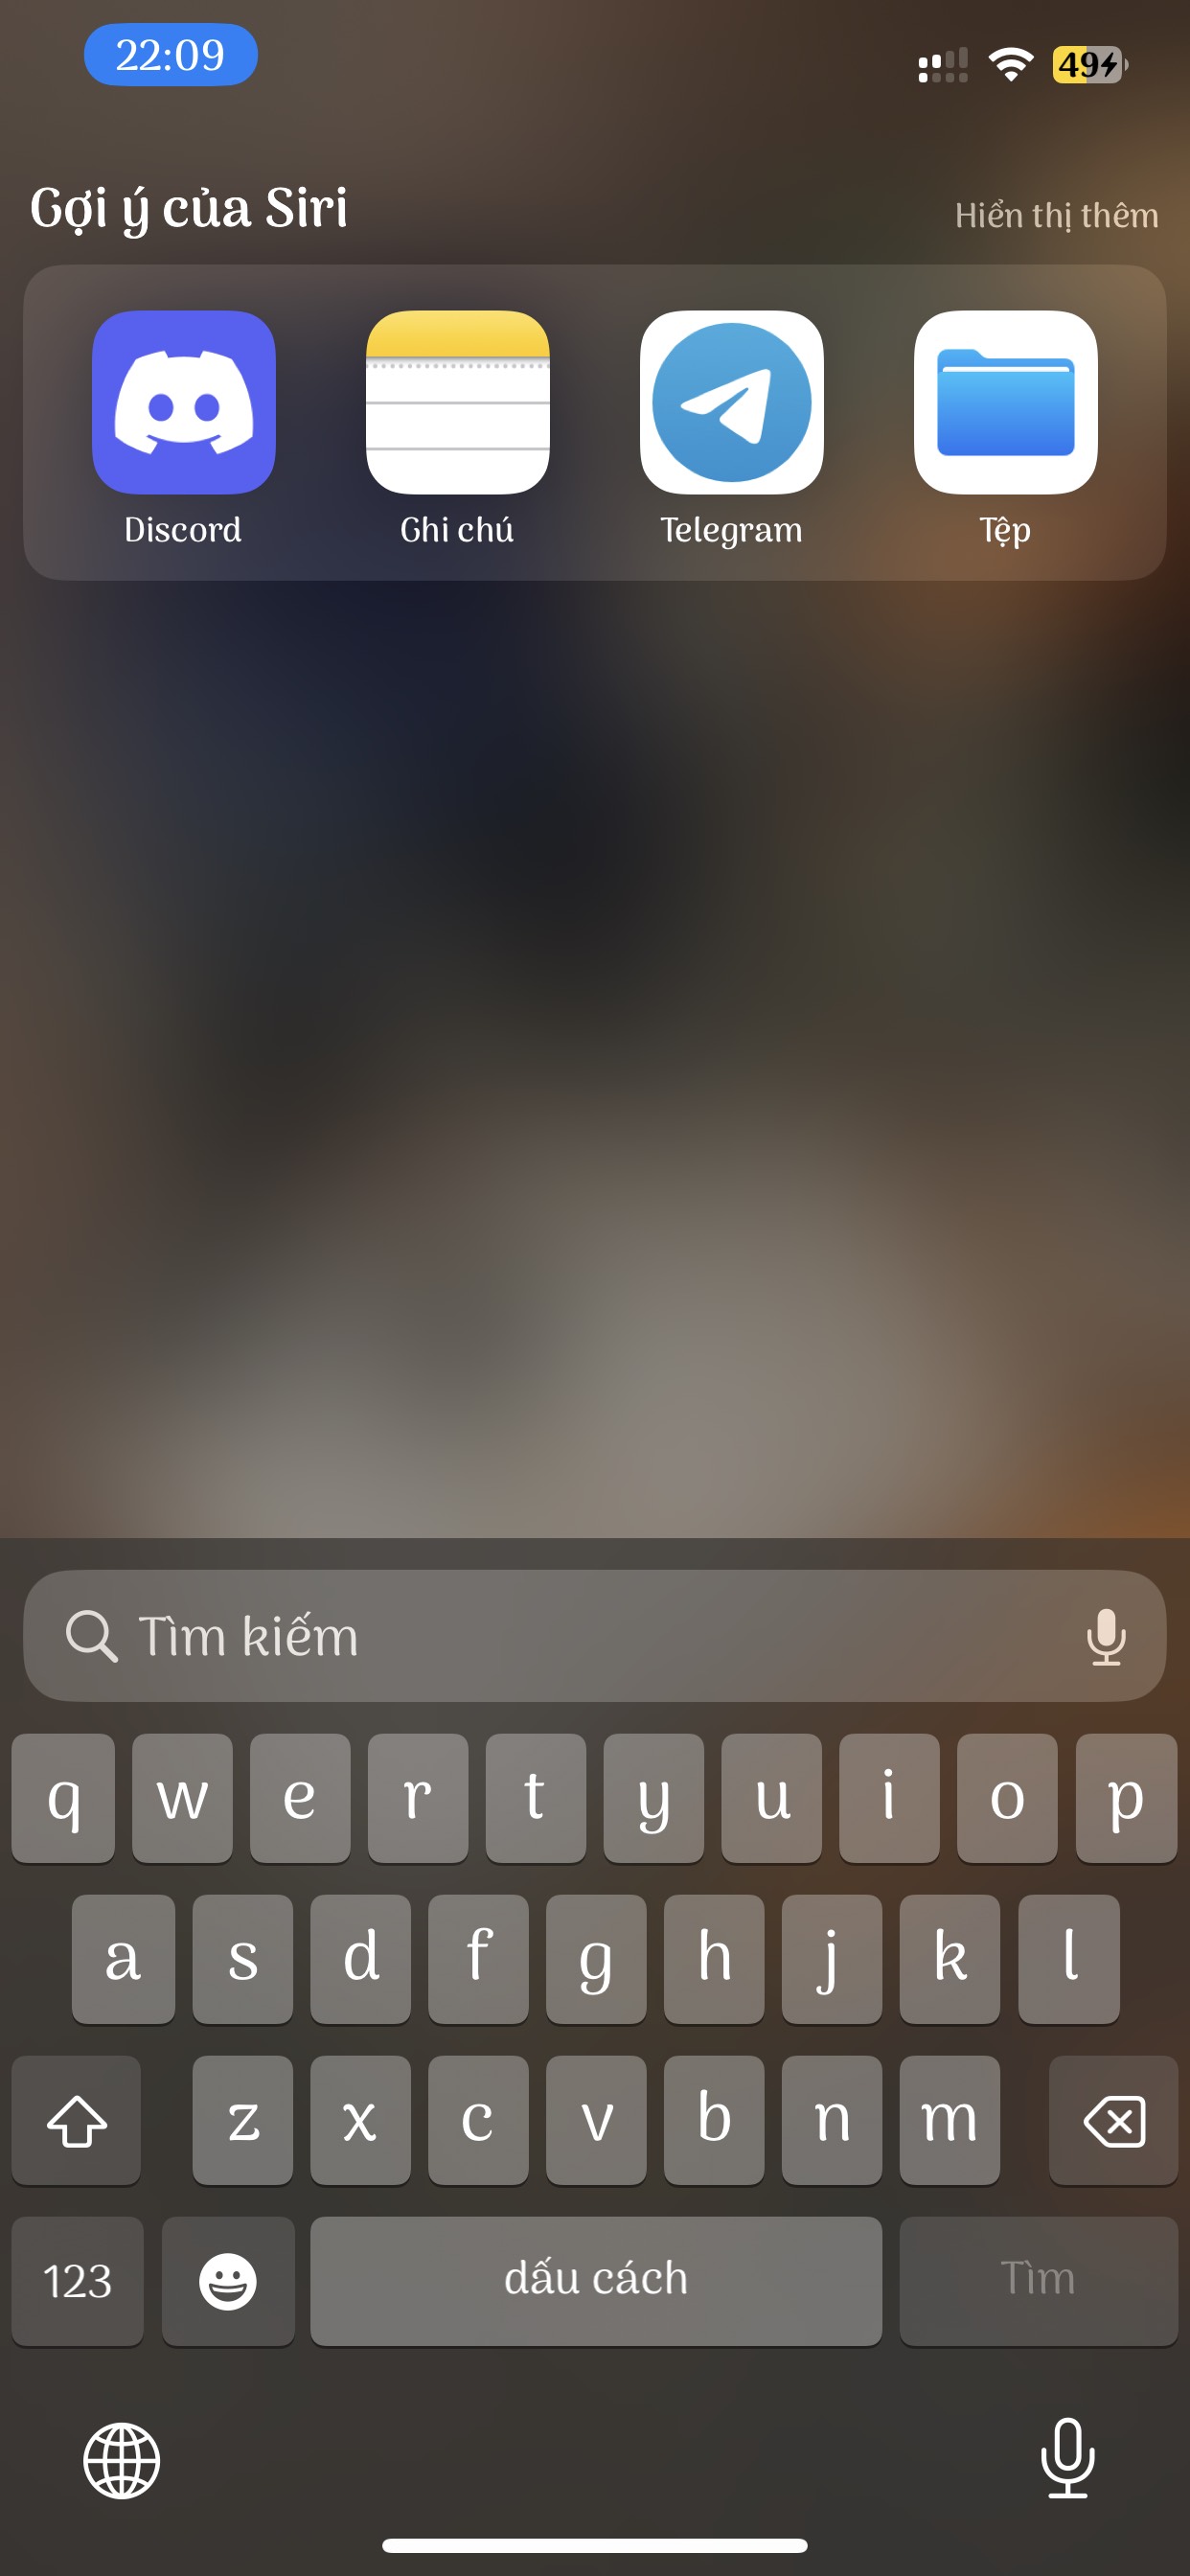 22:09
49
Gợi ý của Siri
Hiển thị thêm
Discord
Ghi chú
Telegram
Tệp
Tìm kiếm
q w e r t y u i o p
a s d f g h j k l
z x c v b n m
123
dấu cách
Tìm